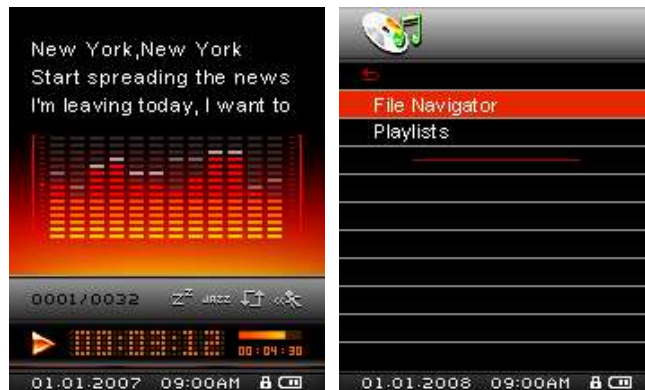 New York,New York
Start spreading the news
I'm leaving today, I want to
0001/0032 Zᶻ JAZZ
00:03:12
00:04:30
01.01.2007 09:00AM
File Navigator
Playlists
01.01.2008 09:00AM